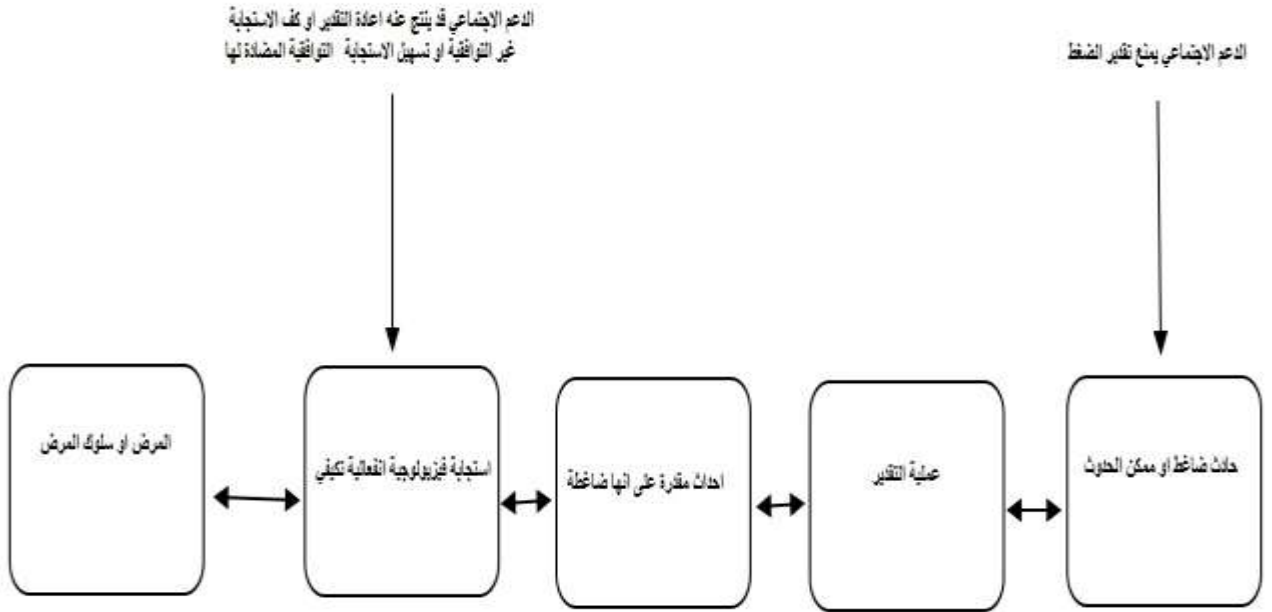 الدعم الاجتماعي يمنع تقدير الضغط
الدعم الاجتماعي قد ينتج عنه اعادة التقدير او كف الاستجابة
غير التوافقية او تسهيل الاستجابة التوافقية المضادة لها
حادث ضاغط او ممكن الحدوث
عملية التقدير
احداث مقدرة على انها ضاغطة
استجابة فيزيولوجية انفعالية تكيفي
المرض او سلوك المرض